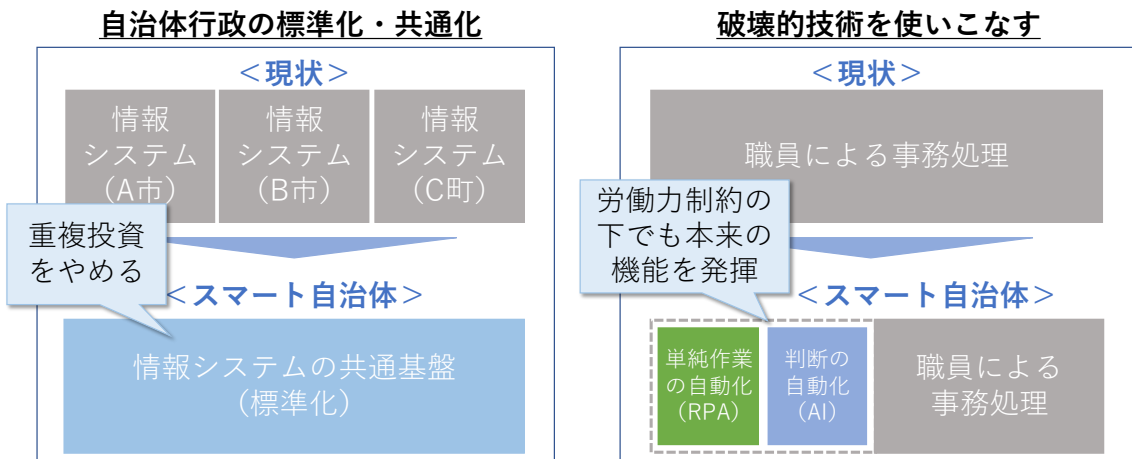 自治体行政の標準化・共通化
＜現状＞
情報
システム
（A市）
情報
システム
（B市）
情報
システム
（C町）
重複投資
をやめる
＜スマート自治体＞
情報システムの共通基盤
（標準化）
破壊的技術を使いこなす
＜現状＞
職員による事務処理
労働力制約の
下でも本来の
機能を発揮
＜スマート自治体＞
単純作業
の自動化
（RPA）
判断の
自動化
（AI）
職員による
事務処理